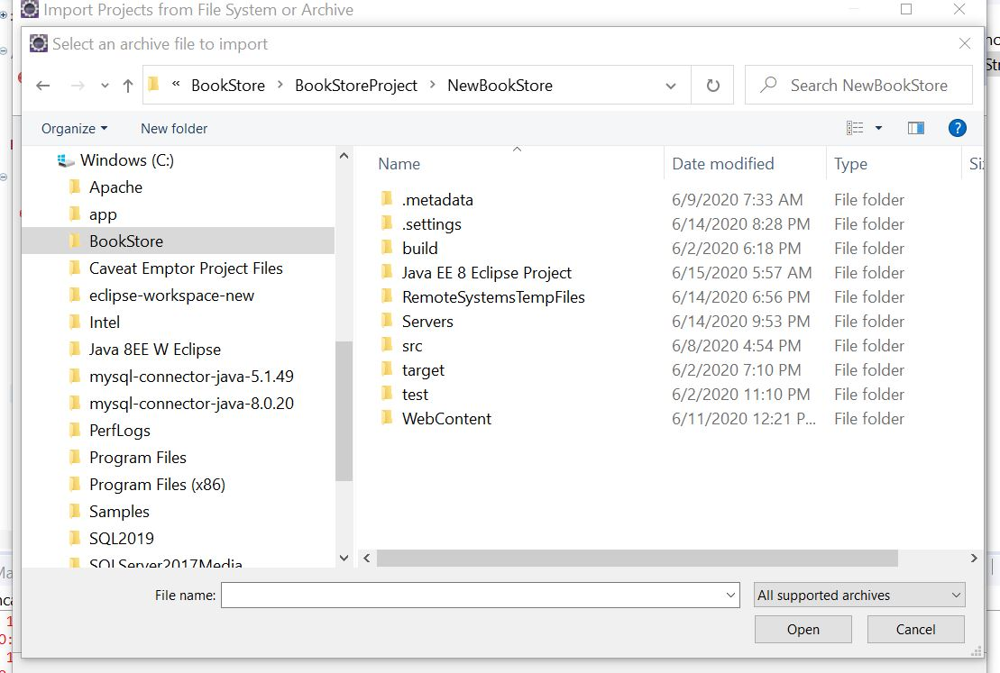 Import Projects from File System or Archive
Select an archive file to import
« BookStore > BookStoreProject > NewBookStore
Search NewBookStore
Organize
New folder
?
Windows (C:)
Apache
app
BookStore
Caveat Emptor Project Files
eclipse-workspace-new
Intel
Java 8EE W Eclipse
mysql-connector-java-5.1.49
mysql-connector-java-8.0.20
PerfLogs
Program Files
Program Files (x86)
Samples
SQL2019
SQLServer2017Media
Name Date modified Type Si
.metadata 6/9/2020 7:33 AM File folder
.settings 6/14/2020 8:28 PM File folder
build 6/2/2020 6:18 PM File folder
Java EE 8 Eclipse Project 6/15/2020 5:57 AM File folder
RemoteSystemsTempFiles 6/14/2020 6:56 PM File folder
Servers 6/14/2020 9:53 PM File folder
src 6/8/2020 4:54 PM File folder
target 6/2/2020 7:10 PM File folder
test 6/2/2020 11:10 PM File folder
WebContent 6/11/2020 12:21 P... File folder
File name:
All supported archives
Open
Cancel